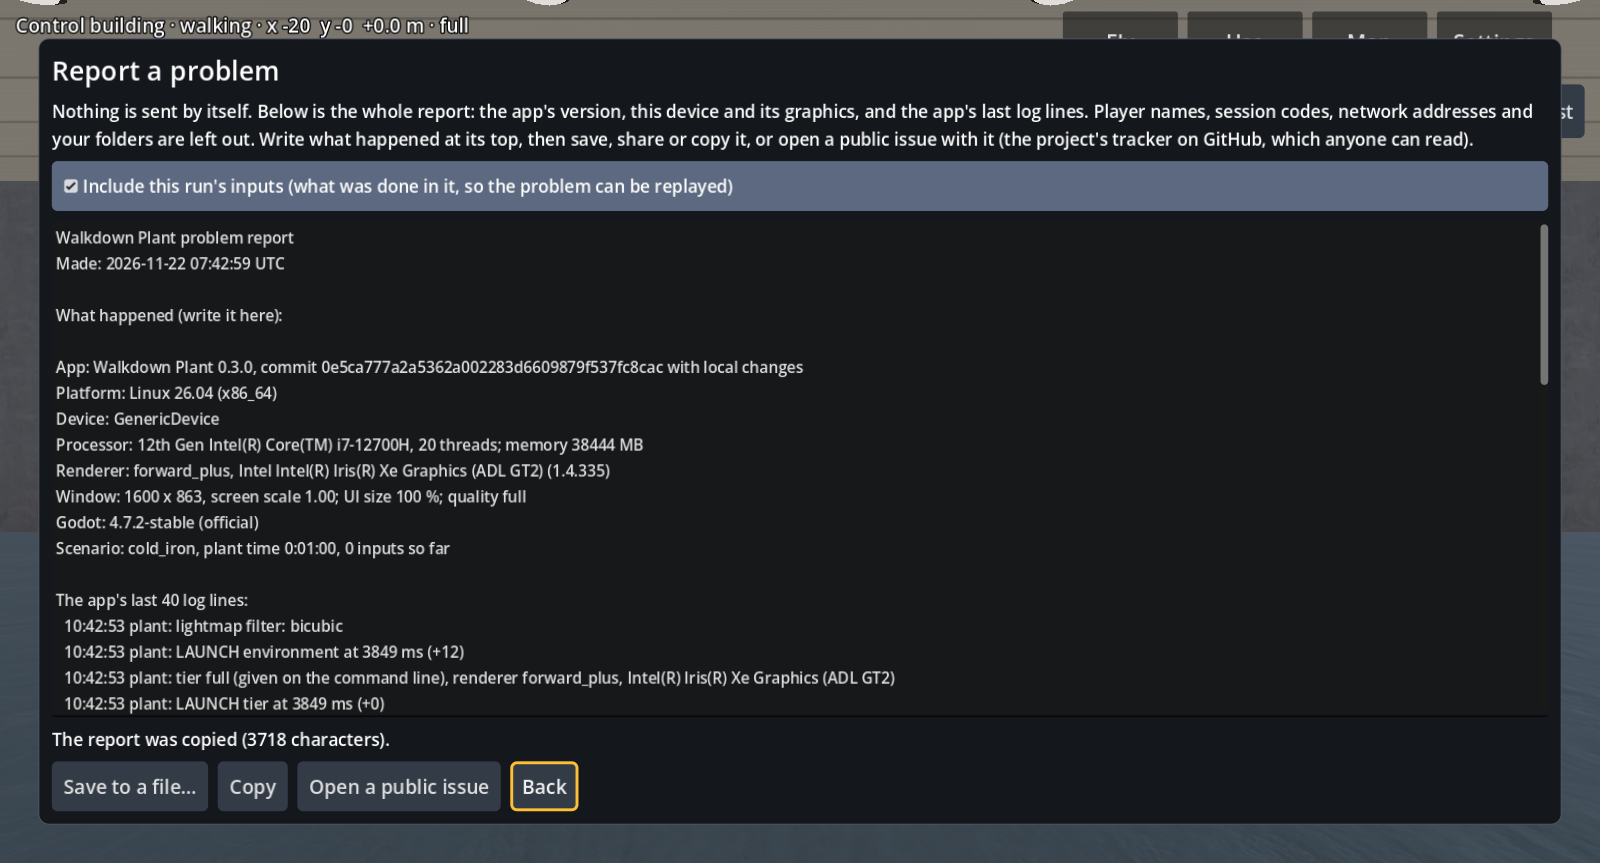 Control building · walking · x -20 y -0 +0.0 m · full
Report a problem
Nothing is sent by itself. Below is the whole report: the app's version, this device and its graphics, and the app's last log lines. Player names, session codes, network addresses and
your folders are left out. Write what happened at its top, then save, share or copy it, or open a public issue with it (the project's tracker on GitHub, which anyone can read).
Include this run's inputs (what was done in it, so the problem can be replayed)
Walkdown Plant problem report
Made: 2026-11-22 07:42:59 UTC
What happened (write it here):
App: Walkdown Plant 0.3.0, commit 0e5ca777a2a5362a002283d6609879f537fc8cac with local changes
Platform: Linux 26.04 (x86_64)
Device: GenericDevice
Processor: 12th Gen Intel(R) Core(TM) i7-12700H, 20 threads; memory 38444 MB
Renderer: forward_plus, Intel Intel(R) Iris(R) Xe Graphics (ADL GT2) (1.4.335)
Window: 1600 x 863, screen scale 1.00; UI size 100 %; quality full
Godot: 4.7.2-stable (official)
Scenario: cold_iron, plant time 0:01:00, 0 inputs so far
The app's last 40 log lines:
10:42:53 plant: lightmap filter: bicubic
10:42:53 plant: LAUNCH environment at 3849 ms (+12)
10:42:53 plant: tier full (given on the command line), renderer forward_plus, Intel(R) Iris(R) Xe Graphics (ADL GT2)
10:42:53 plant: LAUNCH tier at 3849 ms (+0)
The report was copied (3718 characters).
Save to a file... Copy Open a public issue Back